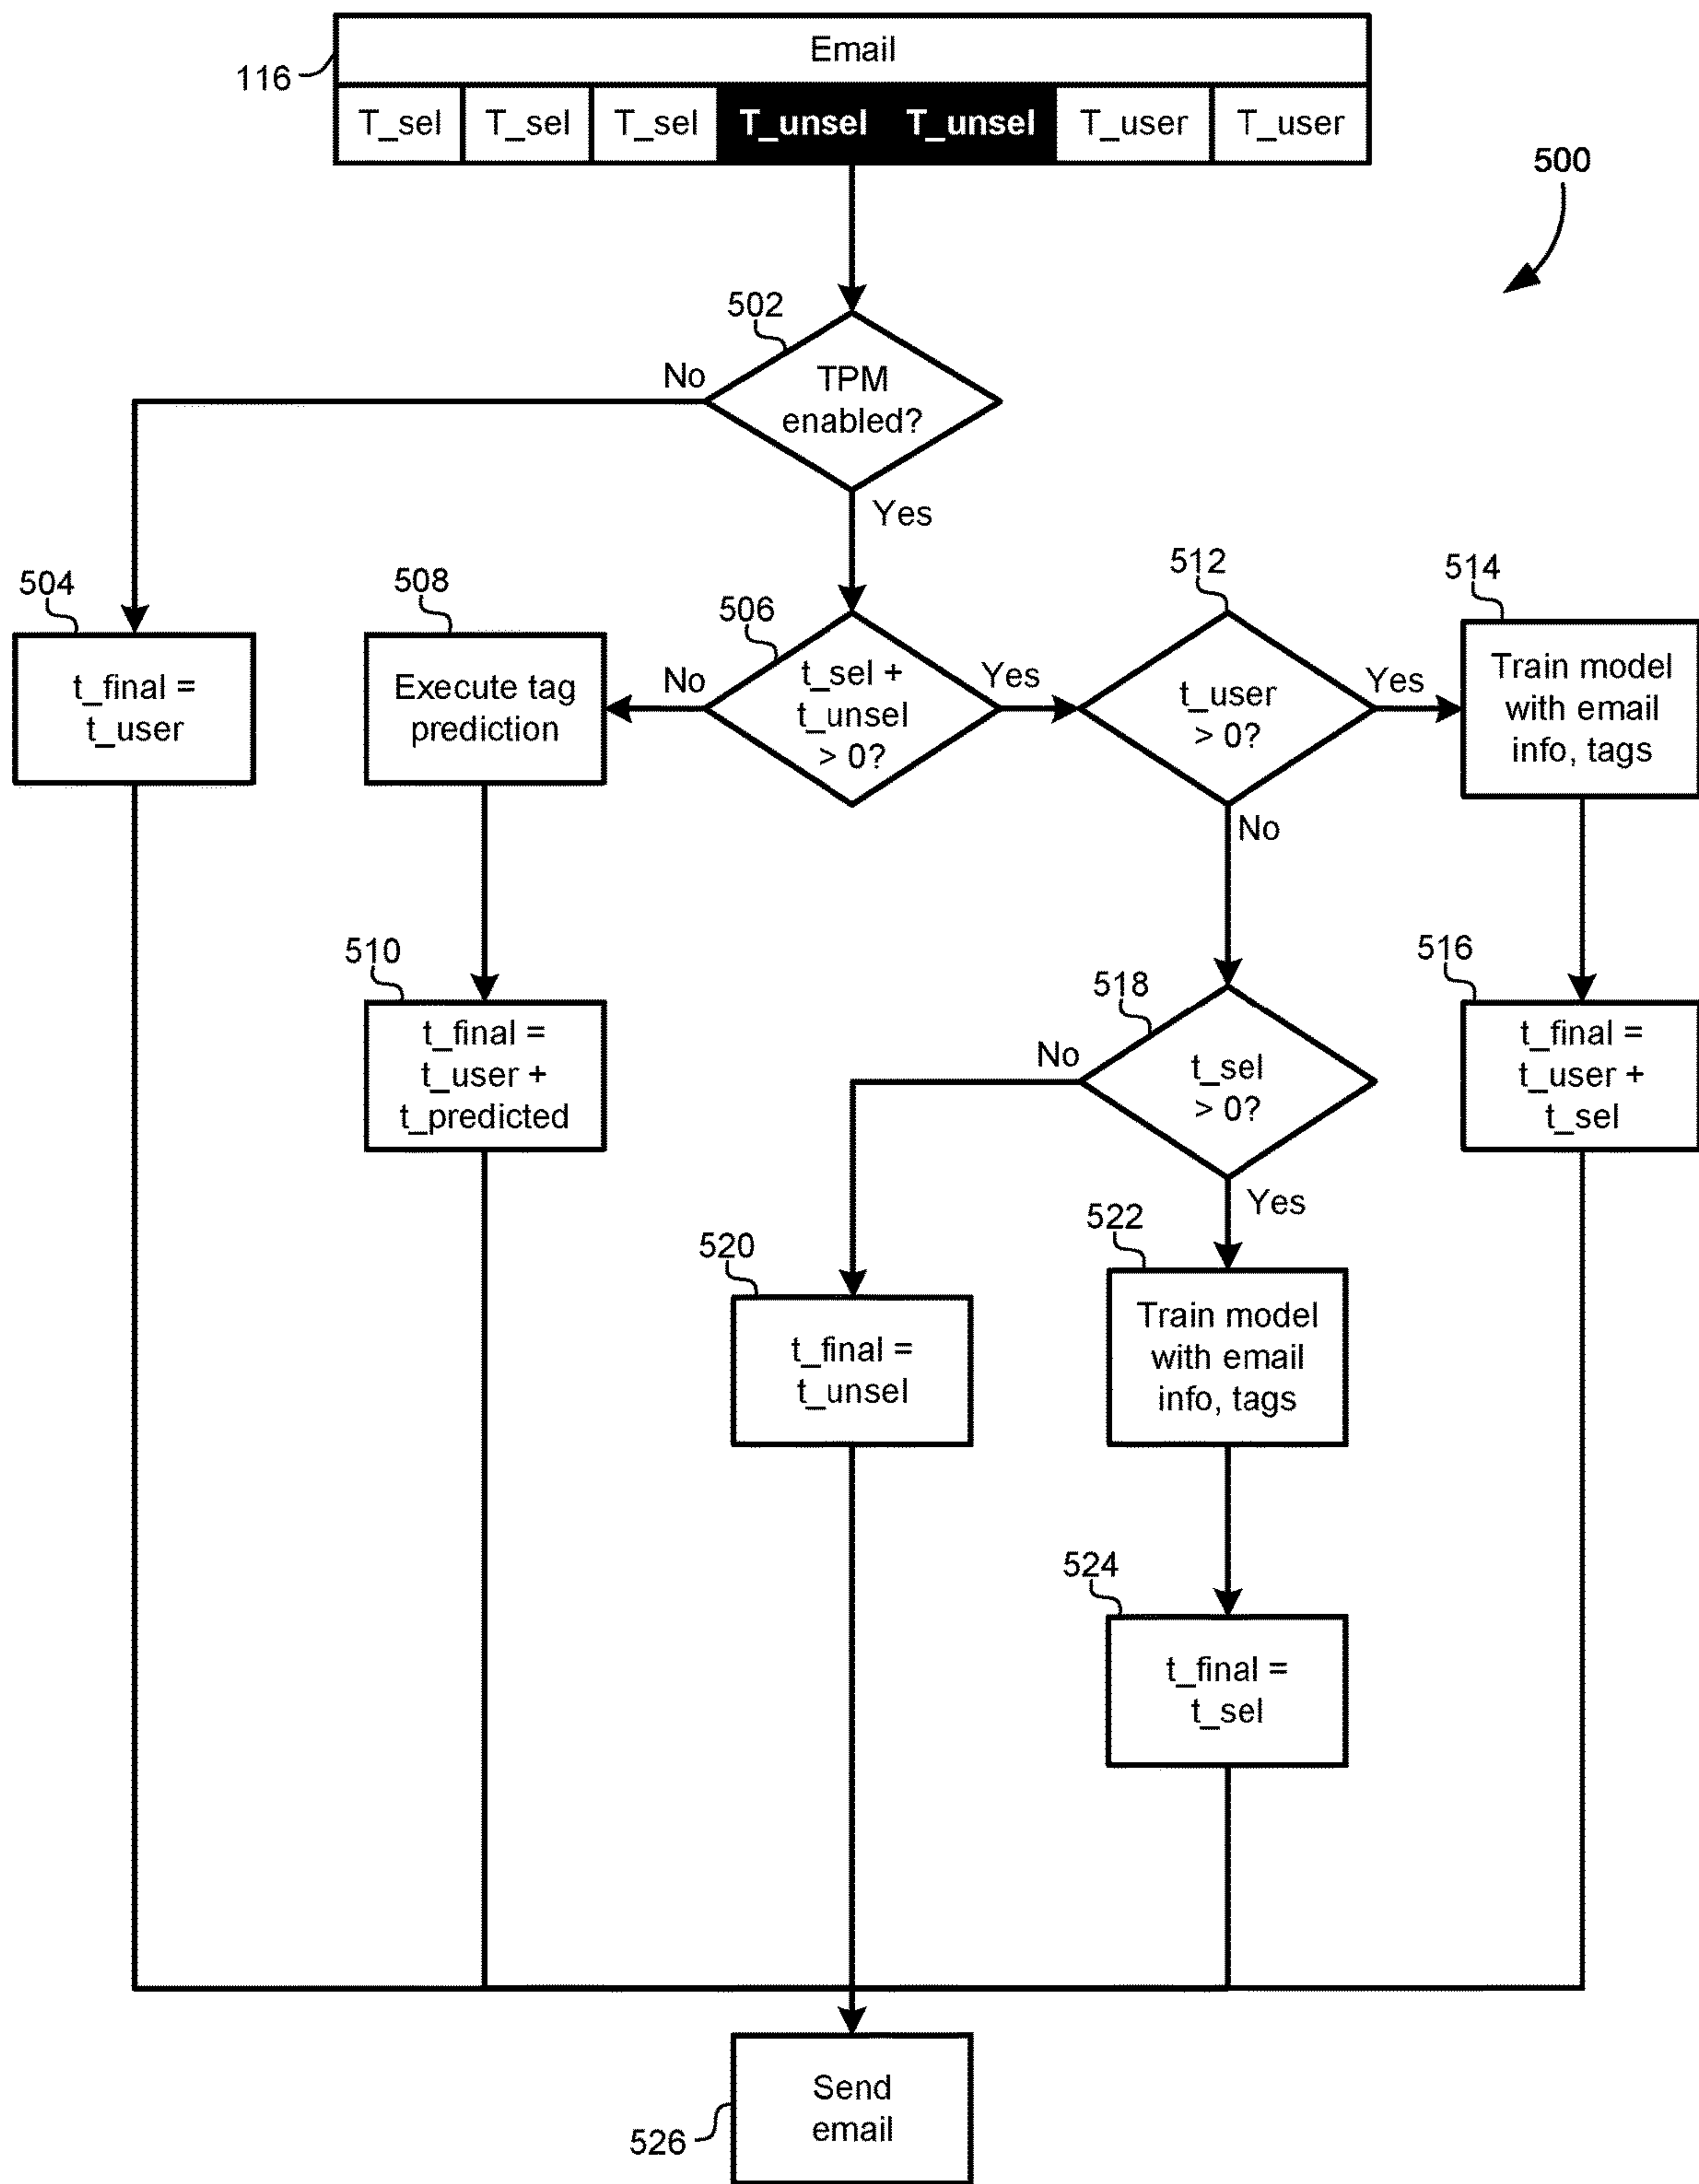 Email
116
T_sel T_sel T_sel T_unsel T_unsel T_user T_user
500
502
No
TPM
enabled?
Yes
504
t_final =
t_user
508
Execute tag
prediction
506
No
t_sel +
t_unsel
> 0?
Yes
512
t_user
> 0?
Yes
No
514
Train model
with email
info, tags
510
t_final =
t_user +
t_predicted
518
No
t_sel
> 0?
Yes
516
t_final =
t_user +
t_sel
520
t_final =
t_unsel
522
Train model
with email
info, tags
524
t_final =
t_sel
526
Send
email